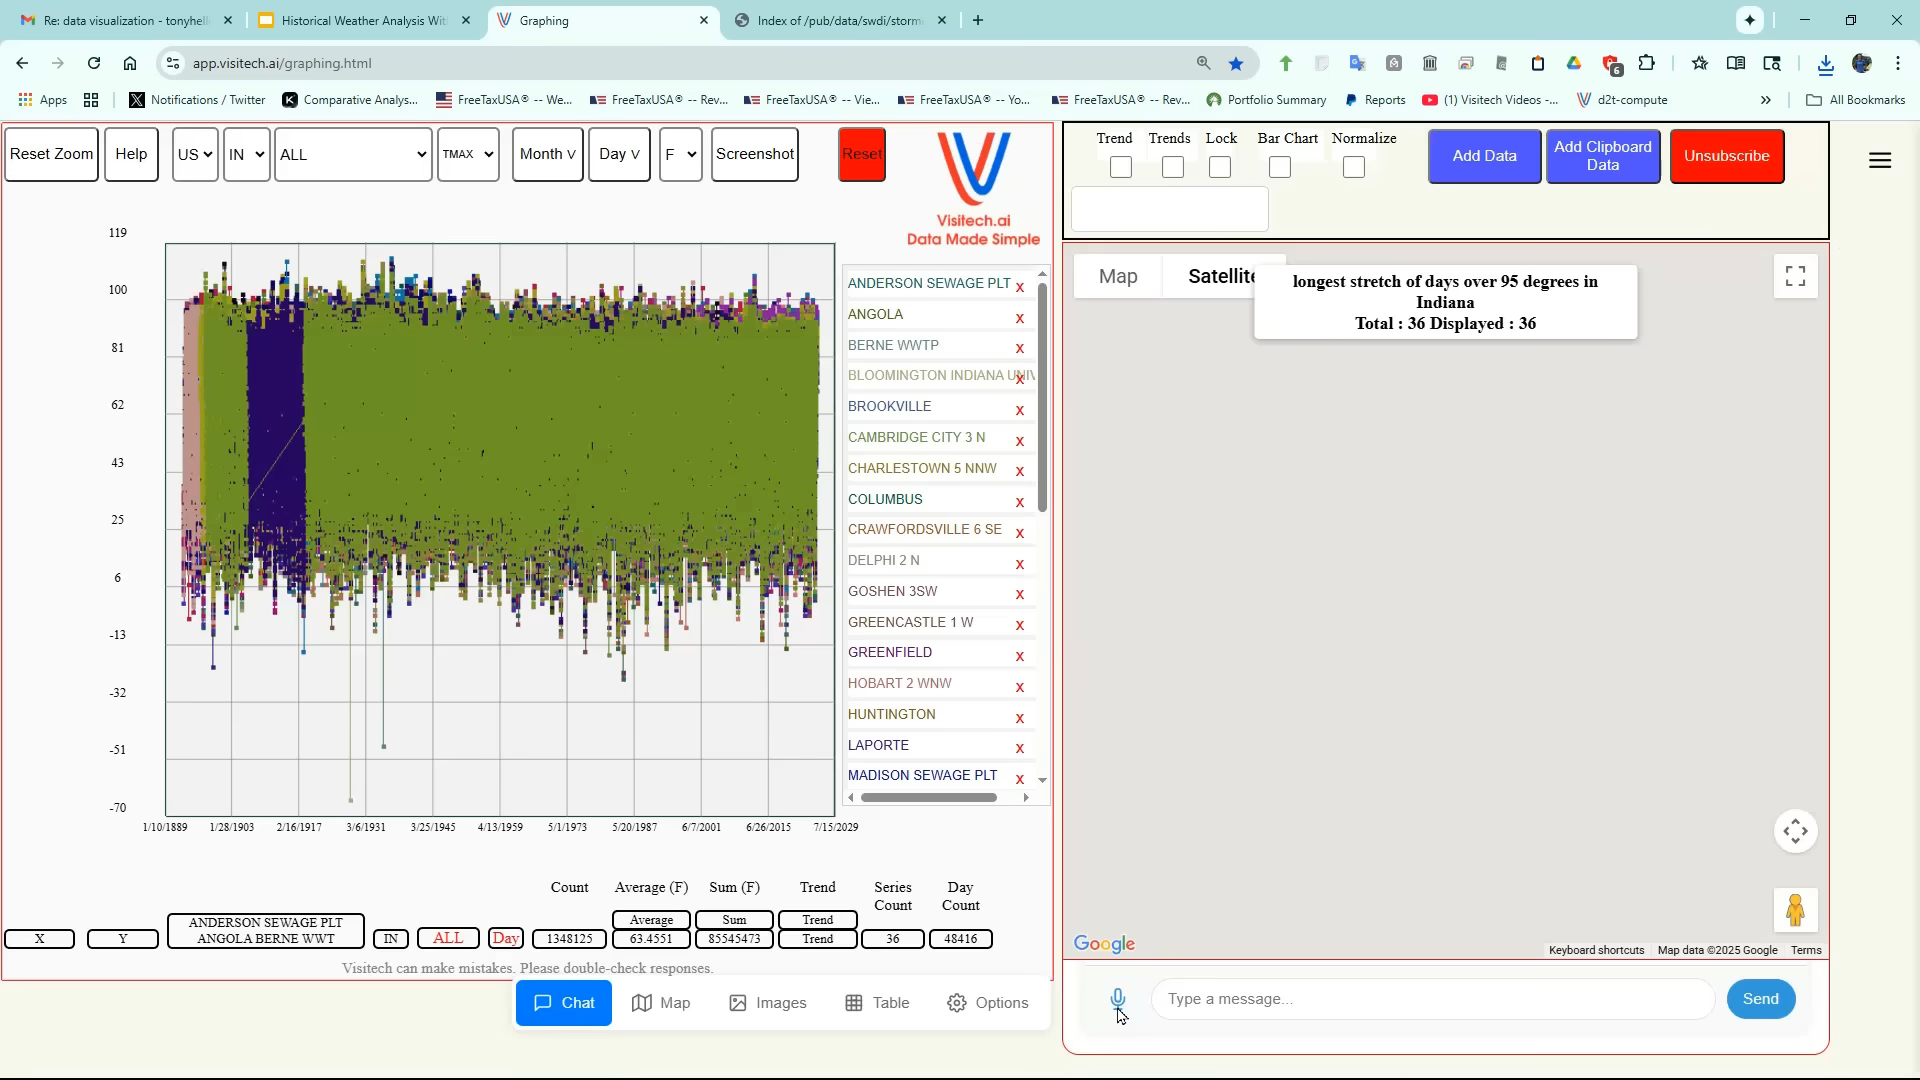 Re: data visualization - tonyhell
Historical Weather Analysis Wit
Graphing
Index of /pub/data/swdi/storm
app.visitech.ai/graphing.html
6
Apps
Notifications / Twitter
Comparative Analys...
FreeTaxUSA® -- We...
FreeTaxUSA® -- Rev...
FreeTaxUSA® -- Vie...
FreeTaxUSA® -- Yo...
FreeTaxUSA® -- Rev...
Portfolio Summary
Reports
(1) Visitech Videos -...
d2t-compute
All Bookmarks
Reset Zoom
Help
US
IN
ALL
TMAX
Month V
Day V
F
Screenshot
Reset
Visitech.ai
Data Made Simple
Trend
Trends
Lock
Bar Chart
Normalize
Add Data
Add Clipboard
Data
Unsubscribe
119
100
81
62
43
25
6
-13
-32
-51
-70
1/10/1889
1/28/1903
2/16/1917
3/6/1931
3/25/1945
4/13/1959
5/1/1973
5/20/1987
6/7/2001
6/26/2015
7/15/2029
ANDERSON SEWAGE PLT x
ANGOLA x
BERNE WWTP x
BLOOMINGTON INDIANA UNIV x
BROOKVILLE x
CAMBRIDGE CITY 3 N x
CHARLESTOWN 5 NNW x
COLUMBUS x
CRAWFORDSVILLE 6 SE x
DELPHI 2 N x
GOSHEN 3SW x
GREENCASTLE 1 W x
GREENFIELD x
HOBART 2 WNW x
HUNTINGTON x
LAPORTE x
MADISON SEWAGE PLT x
Map
Satellite
longest stretch of days over 95 degrees in
Indiana
Total : 36 Displayed : 36
Google
Keyboard shortcuts
Map data ©2025 Google
Terms
Count
Average (F)
Sum (F)
Trend
Series
Count
Day
Count
Average
Sum
Trend
X
Y
ANDERSON SEWAGE PLT
ANGOLA BERNE WWT
IN
ALL
Day
1348125
63.4551
85545473
Trend
36
48416
Visitech can make mistakes. Please double-check responses.
Chat
Map
Images
Table
Options
Type a message...
Send